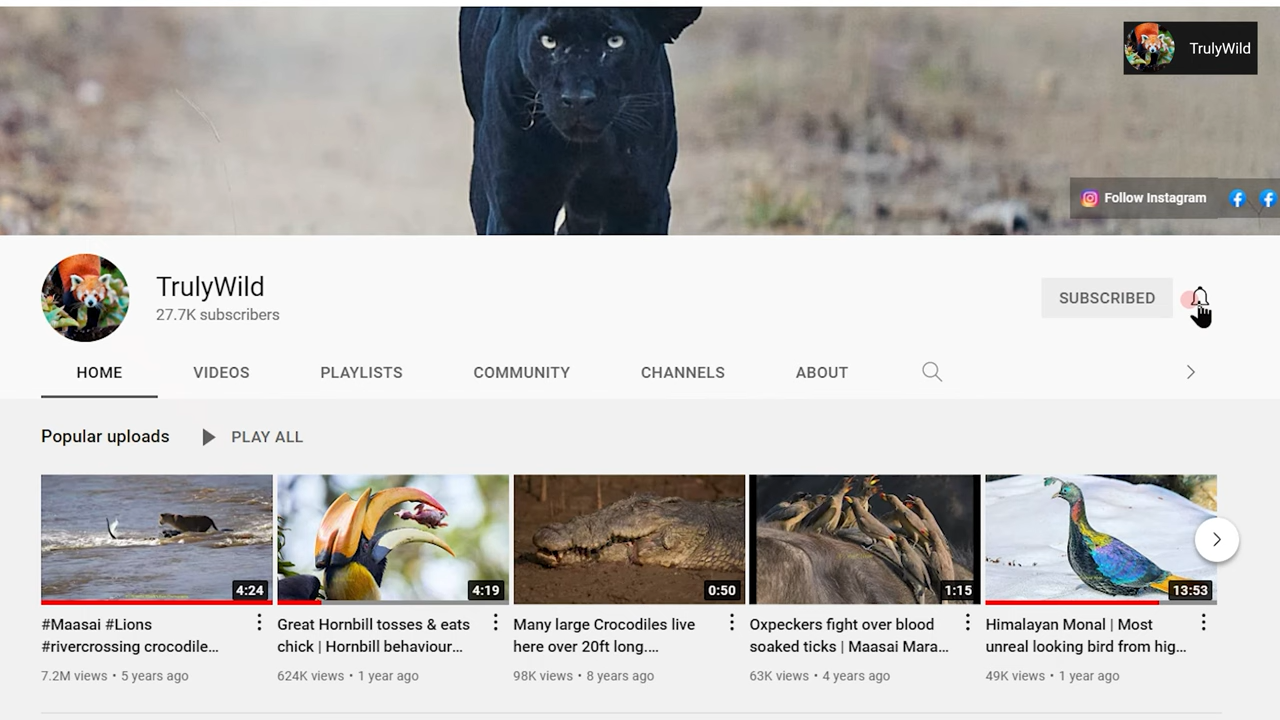 TrulyWild
Follow Instagram
TrulyWild
27.7K subscribers
SUBSCRIBED
HOME VIDEOS PLAYLISTS COMMUNITY CHANNELS ABOUT
Popular uploads PLAY ALL
4:24 4:19 0:50 1:15 13:53
#Maasai #Lions
#rivercrossing crocodile...
7.2M views • 5 years ago
Great Hornbill tosses & eats
chick | Hornbill behaviour...
624K views • 1 year ago
Many large Crocodiles live
here over 20ft long....
98K views • 8 years ago
Oxpeckers fight over blood
soaked ticks | Maasai Mara...
63K views • 4 years ago
Himalayan Monal | Most
unreal looking bird from hig...
49K views • 1 year ago